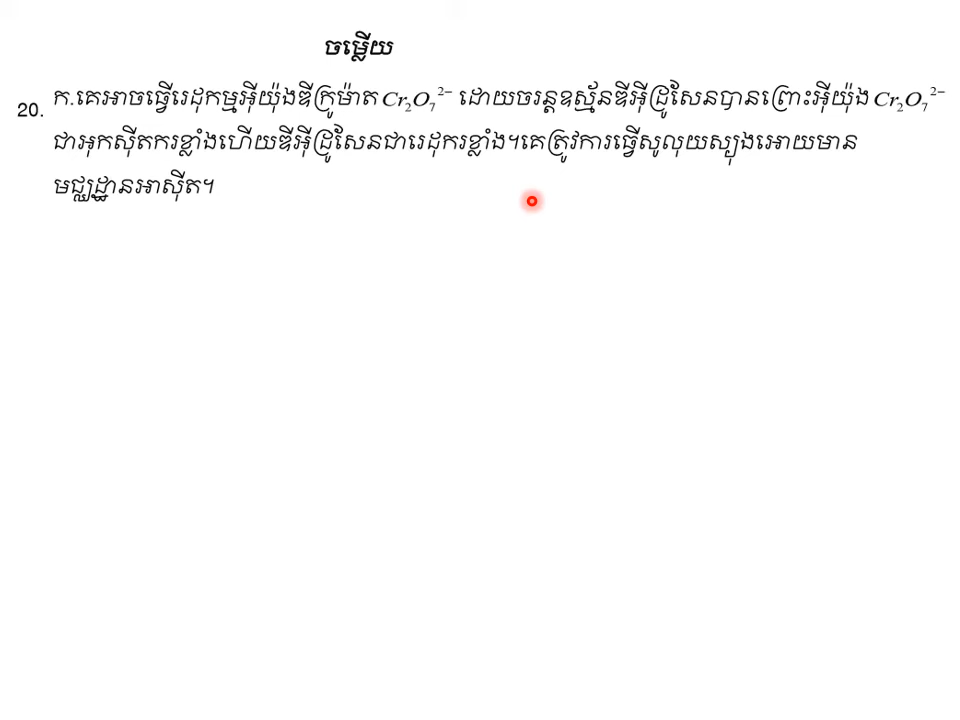 ចម្លើយ
20. ក.គេអាចធ្វើរេដុកម្មអ៊ីយ៉ុងឌីក្រូម៉ាត Cr₂O₇²⁻ ដោយចរន្តឧស្ម័នឌីអ៊ីដ្រូសែនបានព្រោះអ៊ីយ៉ុង Cr₂O₇²⁻
ជាអុកស៊ីតករខ្លាំងហើយឌីអ៊ីដ្រូសែនជារេដុករខ្លាំង។គេត្រូវការធ្វើសូលុយស្យុងអោយមាន
មជ្ឈដ្ឋានអាស៊ីត។